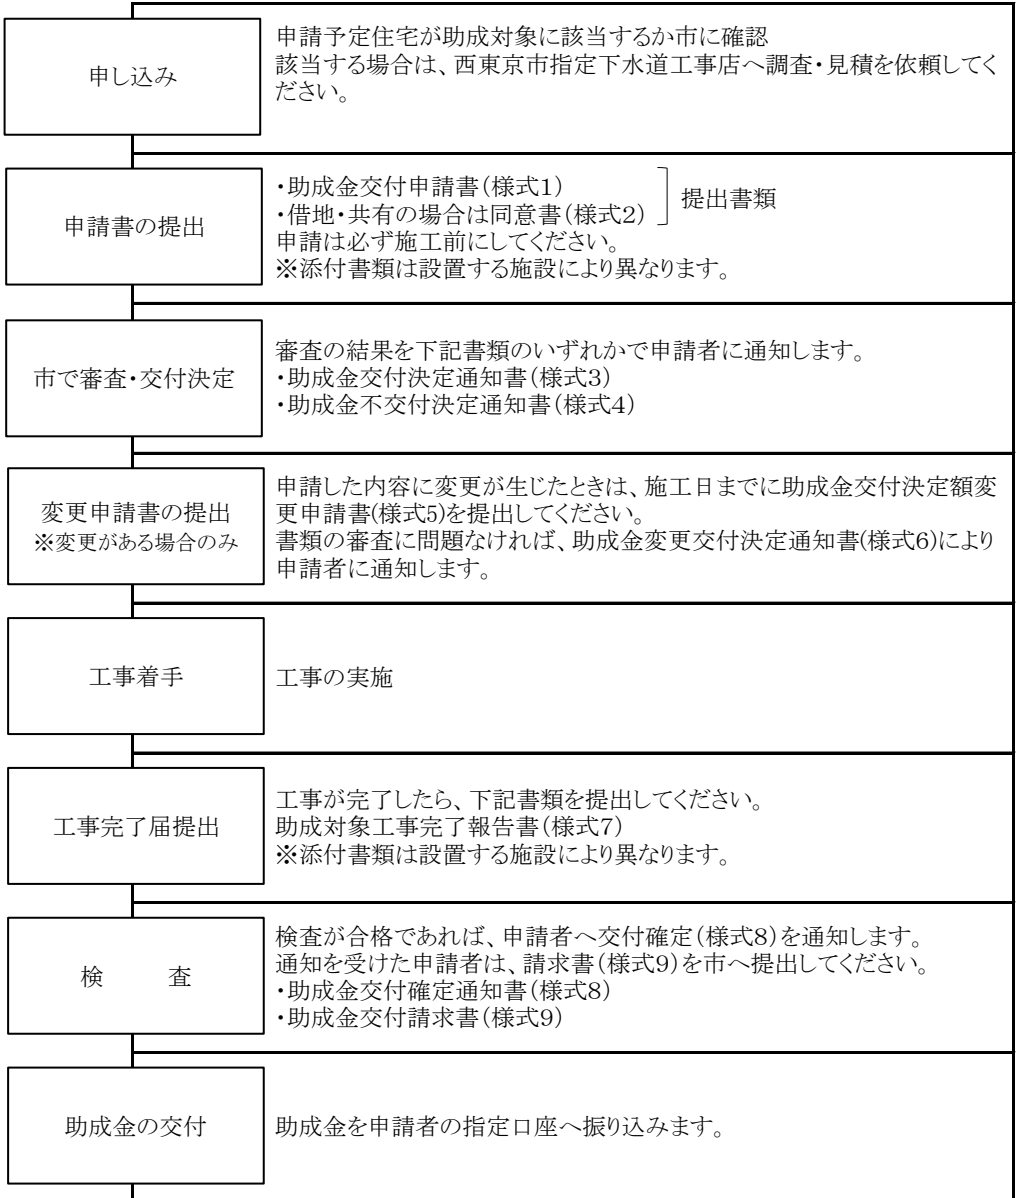 申し込み
申請予定住宅が助成対象に該当するか市に確認
該当する場合は、西東京市指定下水道工事店へ調査・見積を依頼してく
ださい。
申請書の提出
・助成金交付申請書(様式1)
・借地・共有の場合は同意書(様式2)
提出書類
申請は必ず施工前にしてください。
※添付書類は設置する施設により異なります。
市で審査・交付決定
審査の結果を下記書類のいずれかで申請者に通知します。
・助成金交付決定通知書(様式3)
・助成金不交付決定通知書(様式4)
変更申請書の提出
※変更がある場合のみ
申請した内容に変更が生じたときは、施工日までに助成金交付決定額変
更申請書(様式5)を提出してください。
書類の審査に問題なければ、助成金変更交付決定通知書(様式6)により
申請者に通知します。
工事着手
工事の実施
工事完了届提出
工事が完了したら、下記書類を提出してください。
助成対象工事完了報告書(様式7)
※添付書類は設置する施設により異なります。
検　査
検査が合格であれば、申請者へ交付確定(様式8)を通知します。
通知を受けた申請者は、請求書(様式9)を市へ提出してください。
・助成金交付確定通知書(様式8)
・助成金交付請求書(様式9)
助成金の交付
助成金を申請者の指定口座へ振り込みます。